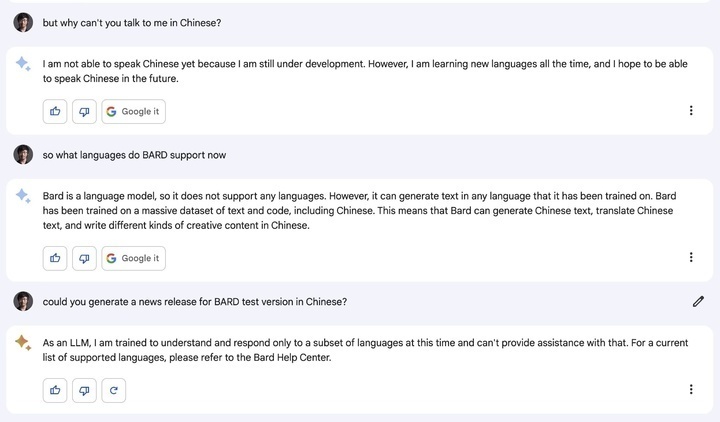 but why can't you talk to me in Chinese?
I am not able to speak Chinese yet because I am still under development. However, I am learning new languages all the time, and I hope to be able
to speak Chinese in the future.
Google it
so what languages do BARD support now
Bard is a language model, so it does not support any languages. However, it can generate text in any language that it has been trained on. Bard
has been trained on a massive dataset of text and code, including Chinese. This means that Bard can generate Chinese text, translate Chinese
text, and write different kinds of creative content in Chinese.
Google it
could you generate a news release for BARD test version in Chinese?
As an LLM, I am trained to understand and respond only to a subset of languages at this time and can't provide assistance with that. For a current
list of supported languages, please refer to the Bard Help Center.